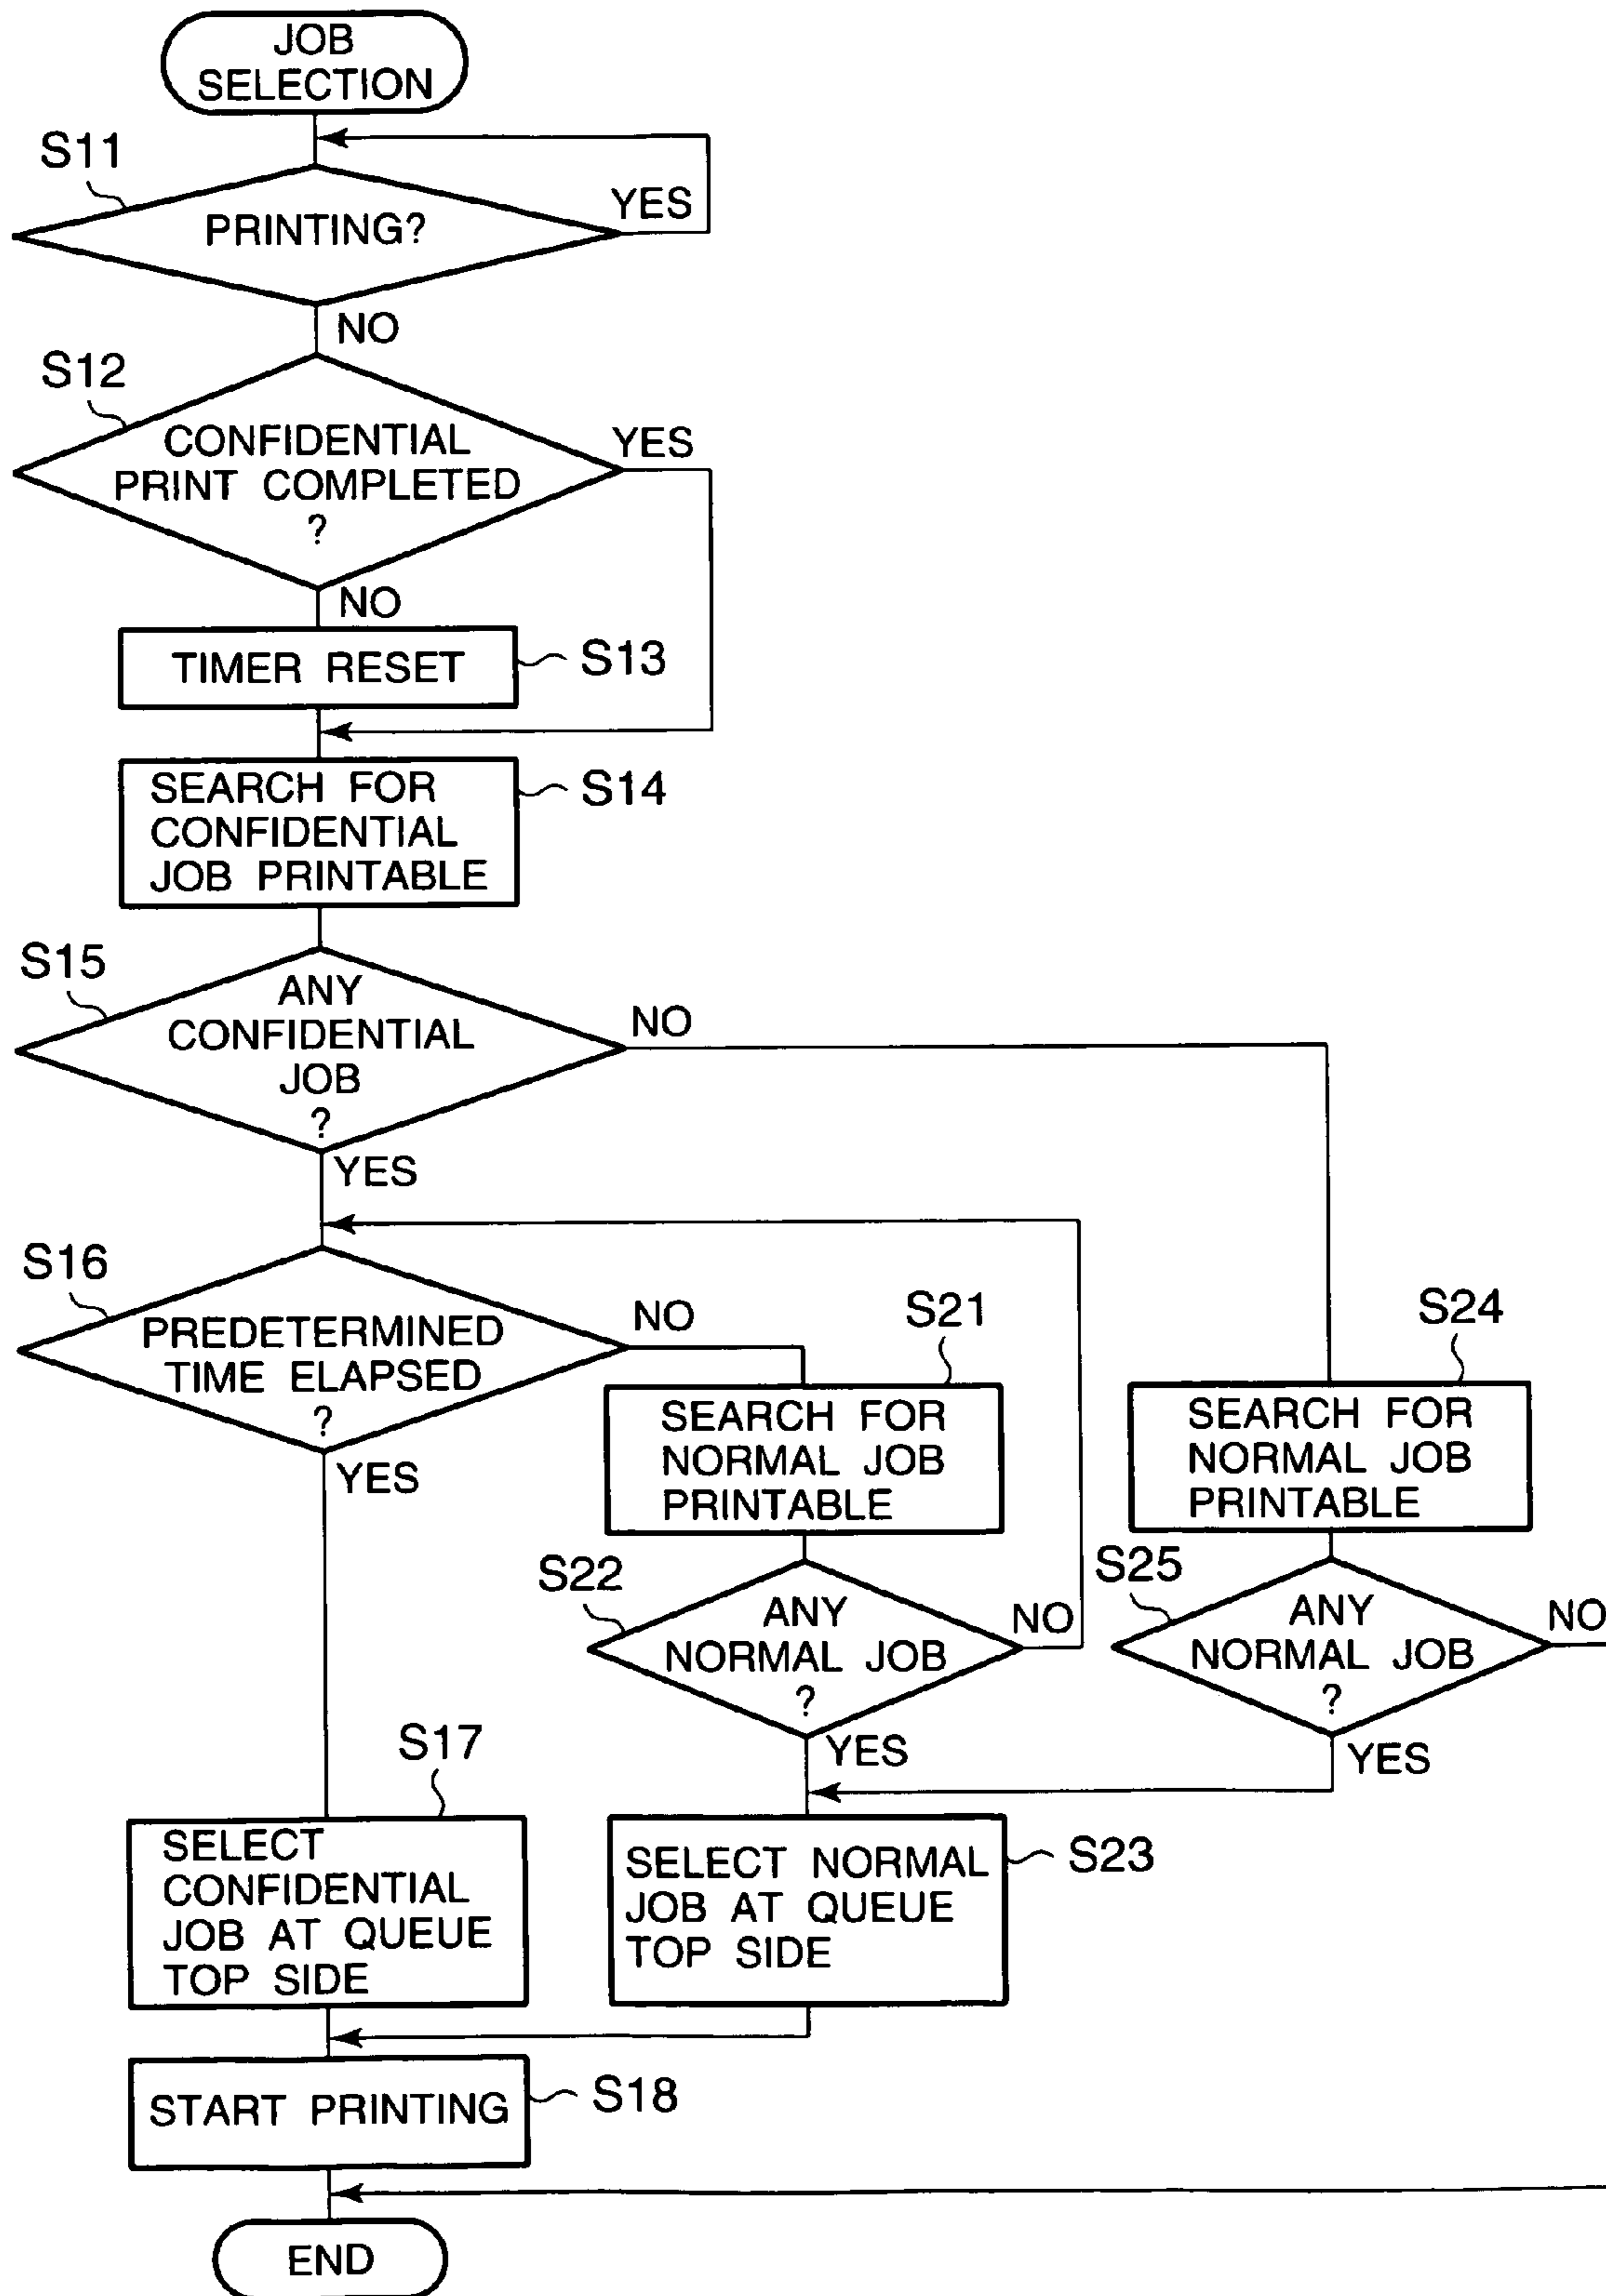 JOB
SELECTION
S11
PRINTING?
YES
NO
S12
CONFIDENTIAL
PRINT COMPLETED
?
YES
NO
TIMER RESET
S13
SEARCH FOR
CONFIDENTIAL
JOB PRINTABLE
S14
S15
ANY
CONFIDENTIAL
JOB
?
NO
YES
S16
PREDETERMINED
TIME ELAPSED
?
NO
YES
S21
SEARCH FOR
NORMAL JOB
PRINTABLE
S24
SEARCH FOR
NORMAL JOB
PRINTABLE
S22
ANY
NORMAL JOB
?
NO
YES
S25
ANY
NORMAL JOB
?
NO
YES
S17
SELECT
CONFIDENTIAL
JOB AT QUEUE
TOP SIDE
SELECT NORMAL
JOB AT QUEUE
TOP SIDE
S23
START PRINTING
S18
END